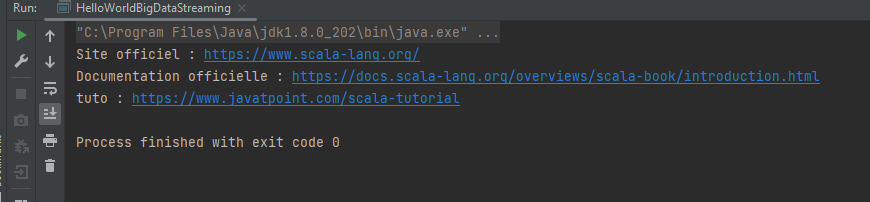 Run: HelloWorldBigDataStreaming
"C:\Program Files\Java\jdk1.8.0_202\bin\java.exe" ...
Site officiel : https://www.scala-lang.org/
Documentation officielle : https://docs.scala-lang.org/overviews/scala-book/introduction.html
tuto : https://www.javatpoint.com/scala-tutorial
Process finished with exit code 0